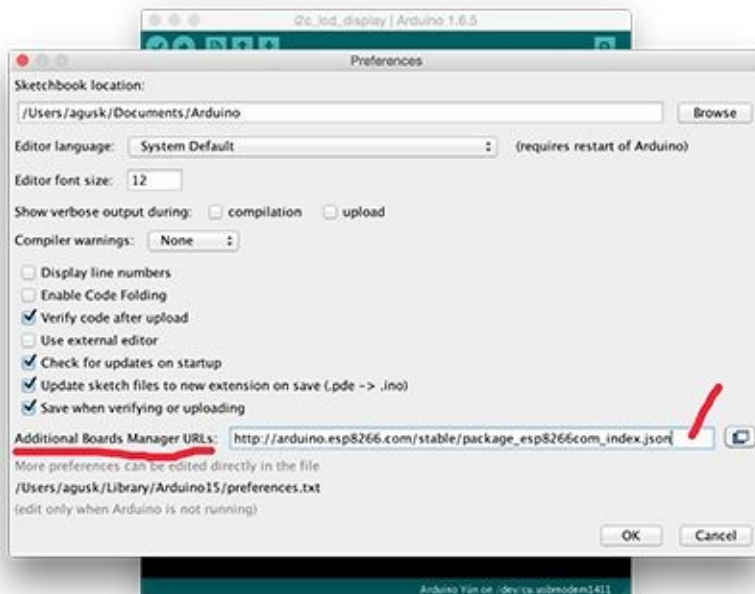 i2c_lcd_display | Arduino 1.6.5
Preferences
Sketchbook location:
/Users/agusk/Documents/Arduino Browse
Editor language: System Default (requires restart of Arduino)
Editor font size: 12
Show verbose output during: compilation upload
Compiler warnings: None
Display line numbers
Enable Code Folding
Verify code after upload
Use external editor
Check for updates on startup
Update sketch files to new extension on save (.pde -> .ino)
Save when verifying or uploading
Additional Boards Manager URLs: http://arduino.esp8266.com/stable/package_esp8266com_index.json
More preferences can be edited directly in the file
/Users/agusk/Library/Arduino15/preferences.txt
(edit only when Arduino is not running)
OK Cancel
Arduino Yún on /dev/cu.usbmodem1411